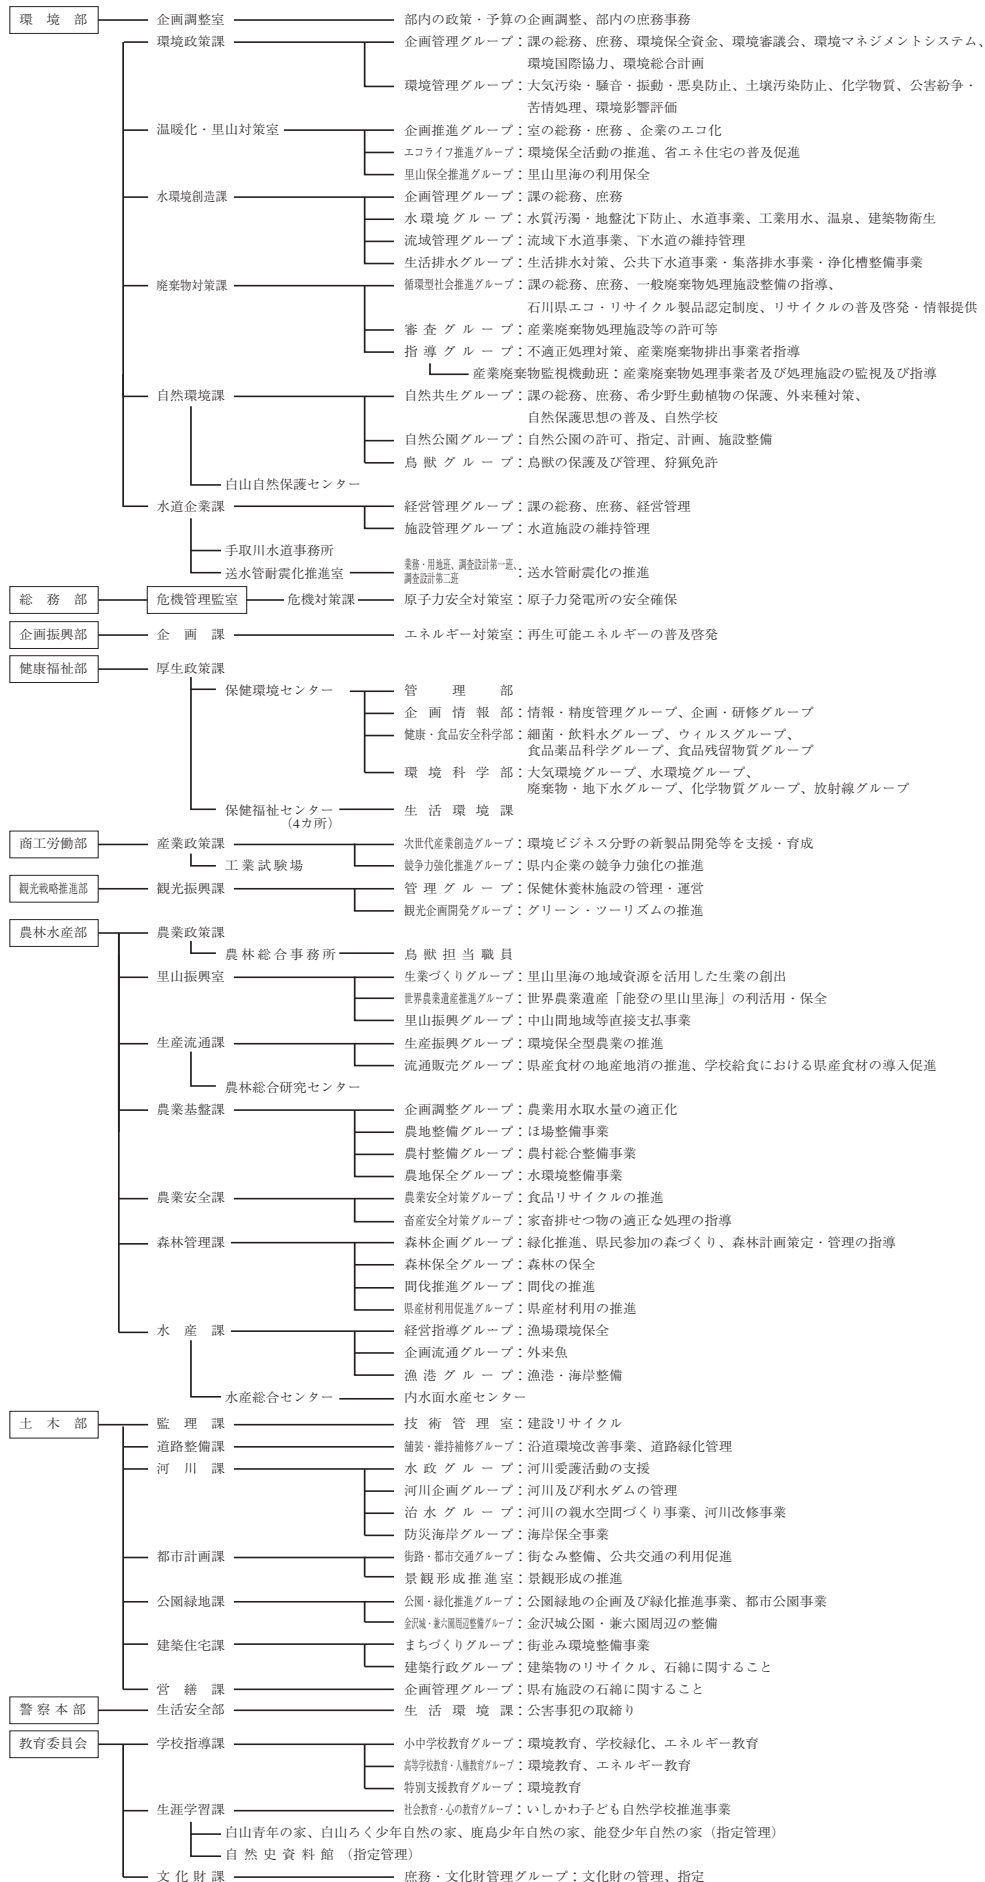 環境部 企画調整室 部内の政策・予算の企画調整、部内の庶務事務
環境政策課 企画管理グループ：課の総務、庶務、環境保全資金、環境審議会、環境マネジメントシステム、
環境国際協力、環境総合計画
環境管理グループ：大気汚染・騒音・振動・悪臭防止、土壌汚染防止、化学物質、公害紛争・
苦情処理、環境影響評価
温暖化・里山対策室 企画推進グループ：室の総務・庶務、企業のエコ化
エコライフ推進グループ：環境保全活動の推進、省エネ住宅の普及促進
里山保全推進グループ：里山里海の利用保全
水環境創造課 企画管理グループ：課の総務、庶務
水環境グループ：水質汚濁・地盤沈下防止、水道事業、工業用水、温泉、建築物衛生
流域管理グループ：流域下水道事業、下水道の維持管理
生活排水グループ：生活排水対策、公共下水道事業・集落排水事業・浄化槽整備事業
廃棄物対策課 循環型社会推進グループ：課の総務、庶務、一般廃棄物処理施設整備の指導、
石川県エコ・リサイクル製品認定制度、リサイクルの普及啓発・情報提供
審査グループ：産業廃棄物処理施設等の許可等
指導グループ：不適正処理対策、産業廃棄物排出事業者指導
産業廃棄物監視機動班：産業廃棄物処理事業者及び処理施設の監視及び指導
自然環境課 自然共生グループ：課の総務、庶務、希少野生動植物の保護、外来種対策、
自然保護思想の普及、自然学校
自然公園グループ：自然公園の許可、指定、計画、施設整備
鳥獣グループ：鳥獣の保護及び管理、狩猟免許
白山自然保護センター
水道企業課 経営管理グループ：課の総務、庶務、経営管理
施設管理グループ：水道施設の維持管理
手取川水道事務所
送水管耐震化推進室 業務・用地班、調査設計第一班、調査設計第二班：送水管耐震化の推進
総務部 危機管理監室 危機対策課 原子力安全対策室：原子力発電所の安全確保
企画振興部 企画課 エネルギー対策室：再生可能エネルギーの普及啓発
健康福祉部 厚生政策課
保健環境センター 管理部
企画情報部：情報・精度管理グループ、企画・研修グループ
健康・食品安全科学部：細菌・飲料水グループ、ウィルスグループ、
食品薬品科学グループ、食品残留物質グループ
環境科学部：大気環境グループ、水環境グループ、
廃棄物・地下水グループ、化学物質グループ、放射線グループ
保健福祉センター 生活環境課
（4カ所）
商工労働部 産業政策課 次世代産業創造グループ：環境ビジネス分野の新製品開発等を支援・育成
工業試験場 競争力強化推進グループ：県内企業の競争力強化の推進
観光戦略推進部 観光振興課 管理グループ：保健休養林施設の管理・運営
観光企画開発グループ：グリーン・ツーリズムの推進
農林水産部 農業政策課
農林総合事務所 鳥獣担当職員
里山振興室 生業づくりグループ：里山里海の地域資源を活用した生業の創出
世界農業遺産推進グループ：世界農業遺産「能登の里山里海」の利活用・保全
里山振興グループ：中山間地域等直接支払事業
生産流通課 生産振興グループ：環境保全型農業の推進
流通販売グループ：県産食材の地産地消の推進、学校給食における県産食材の導入促進
農林総合研究センター
農業基盤課 企画調整グループ：農業用水取水量の適正化
農地整備グループ：ほ場整備事業
農村整備グループ：農村総合整備事業
農地保全グループ：水環境整備事業
農業安全課 農業安全対策グループ：食品リサイクルの推進
畜産安全対策グループ：家畜排せつ物の適正な処理の指導
森林管理課 森林企画グループ：緑化推進、県民参加の森づくり、森林計画策定・管理の指導
森林保全グループ：森林の保全
間伐推進グループ：間伐の推進
県産材利用促進グループ：県産材利用の推進
水産課 経営指導グループ：漁場環境保全
企画流通グループ：外来魚
漁港グループ：漁港・海岸整備
水産総合センター 内水面水産センター
土木部 監理課 技術管理室：建設リサイクル
道路整備課 舗装・維持補修グループ：沿道環境改善事業、道路緑化管理
河川課 水政グループ：河川愛護活動の支援
河川企画グループ：河川及び利水ダムの管理
治水グループ：河川の親水空間づくり事業、河川改修事業
防災海岸グループ：海岸保全事業
都市計画課 街路・都市交通グループ：街なみ整備、公共交通の利用促進
景観形成推進室：景観形成の推進
公園緑地課 公園・緑化推進グループ：公園緑地の企画及び緑化推進事業、都市公園事業
金沢城・兼六園周辺整備グループ：金沢城公園・兼六園周辺の整備
建築住宅課 まちづくりグループ：街並み環境整備事業
建築行政グループ：建築物のリサイクル、石綿に関すること
営繕課 企画管理グループ：県有施設の石綿に関すること
警察本部 生活安全部 生活環境課：公害事犯の取締り
教育委員会 学校指導課 小中学校教育グループ：環境教育、学校緑化、エネルギー教育
高等学校教育・人権教育グループ：環境教育、エネルギー教育
特別支援教育グループ：環境教育
生涯学習課 社会教育・心の教育グループ：いしかわ子ども自然学校推進事業
白山青年の家、白山ろく少年自然の家、鹿島少年自然の家、能登少年自然の家（指定管理）
自然史資料館（指定管理）
文化財課 庶務・文化財管理グループ：文化財の管理、指定